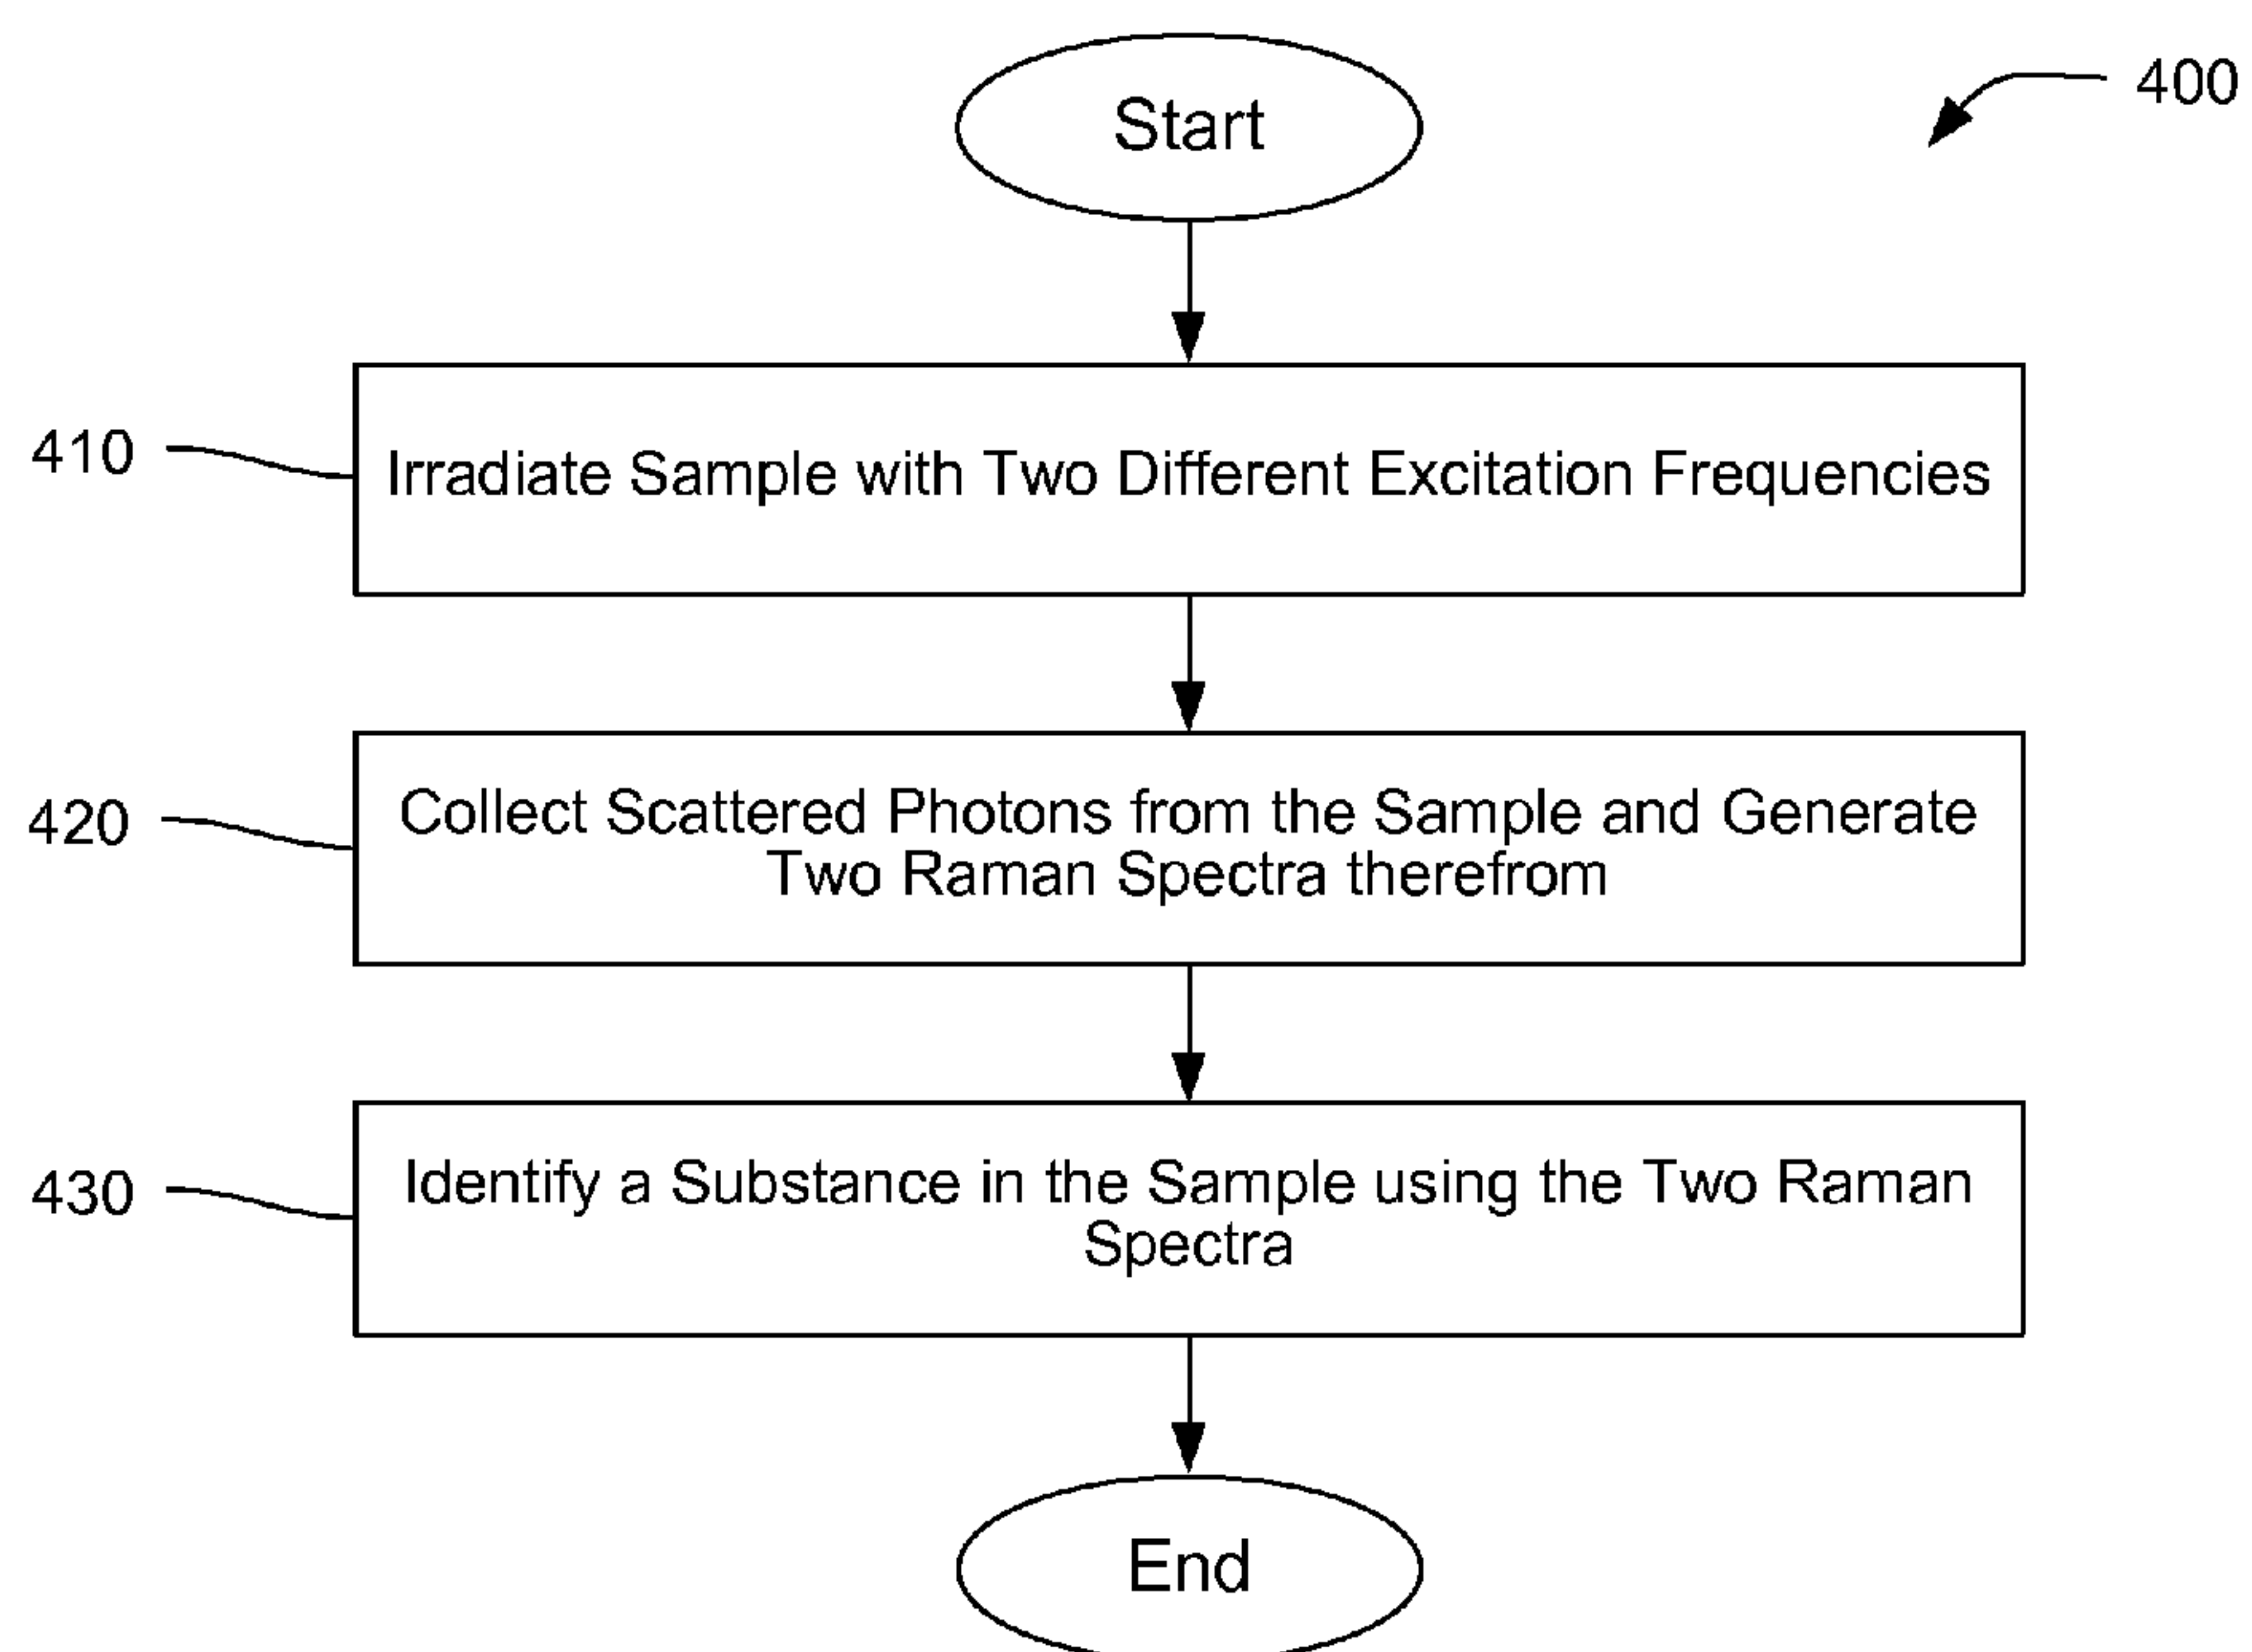 Start
400
410
Irradiate Sample with Two Different Excitation Frequencies
420
Collect Scattered Photons from the Sample and Generate
Two Raman Spectra therefrom
430
Identify a Substance in the Sample using the Two Raman
Spectra
End